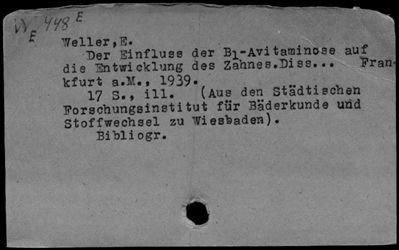 W 448 E
E
Weller,E.
Der Einfluss der B1-Avitaminose auf
die Entwicklung des Zahnes.Diss... Fran-
kfurt a.M., 1939.
17 S., ill. (Aus den Städtischen
Forschungsinstitut für Bäderkunde und
Stoffwechsel zu Wiesbaden).
Bibliogr.